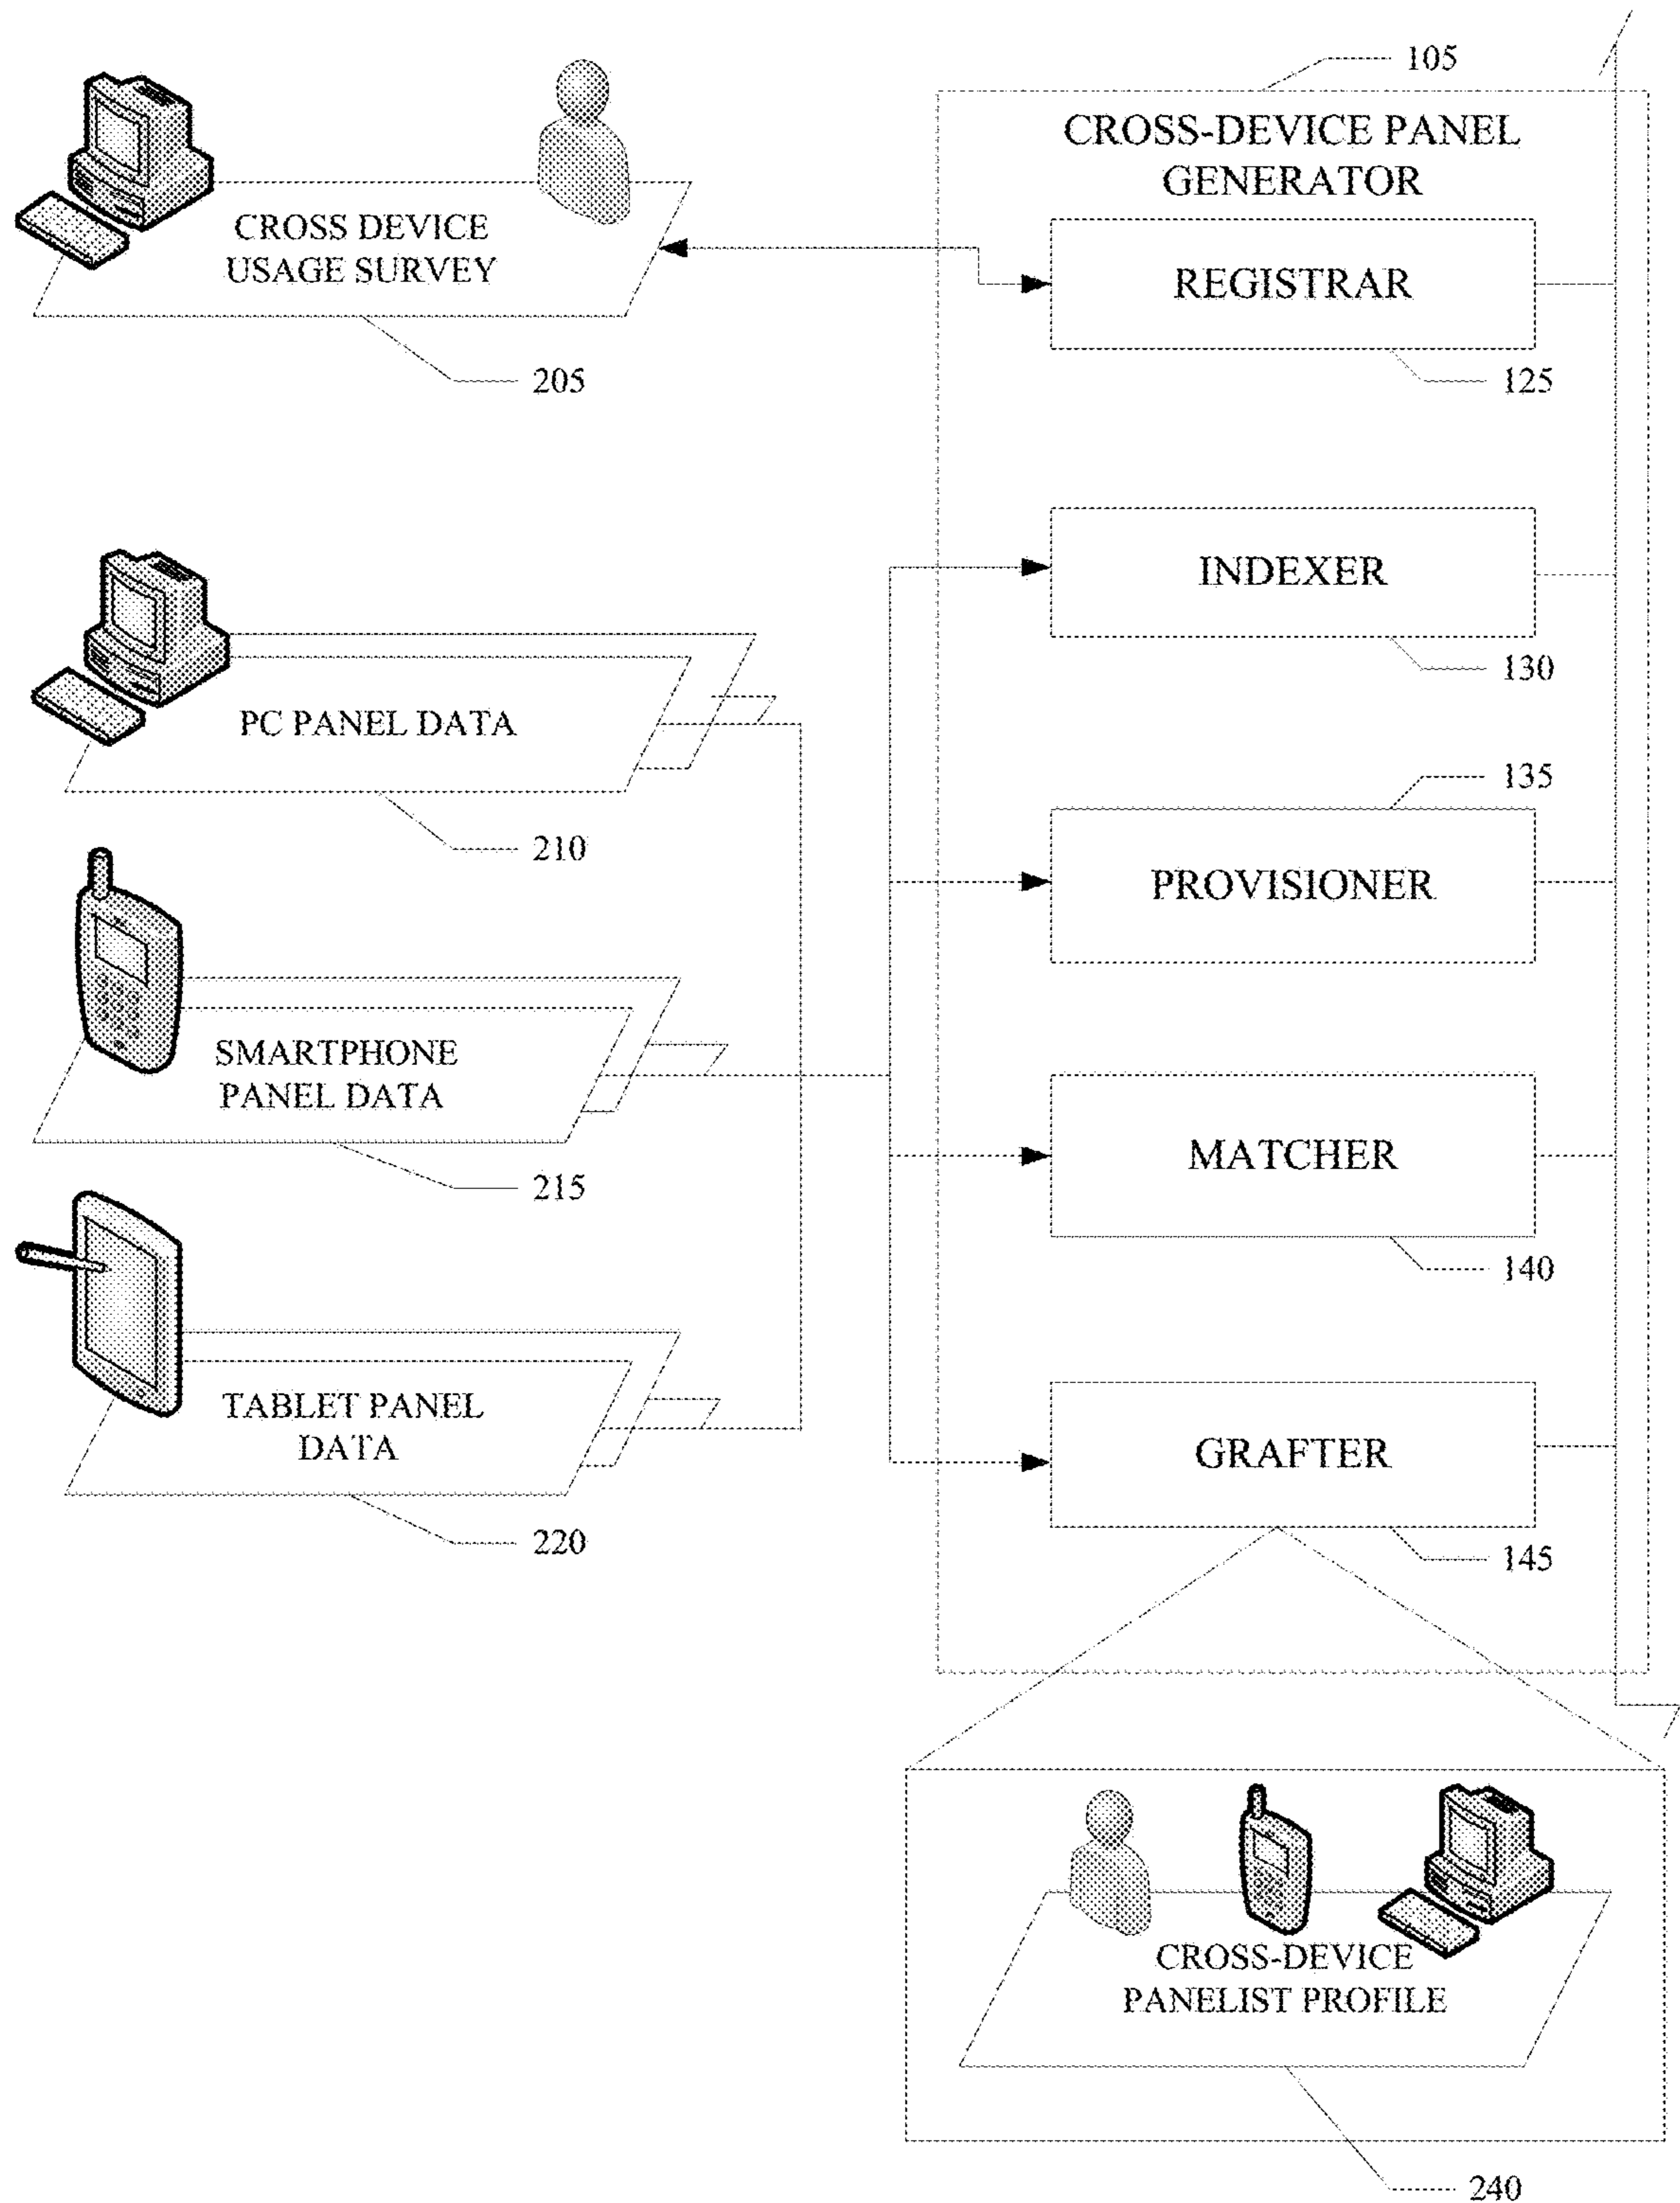 105
CROSS-DEVICE PANEL
GENERATOR
CROSS DEVICE
USAGE SURVEY
205
REGISTRAR
125
INDEXER
130
PC PANEL DATA
210
135
PROVISIONER
SMARTPHONE
PANEL DATA
215
MATCHER
140
TABLET PANEL
DATA
220
GRAFTER
145
CROSS-DEVICE
PANELIST PROFILE
240